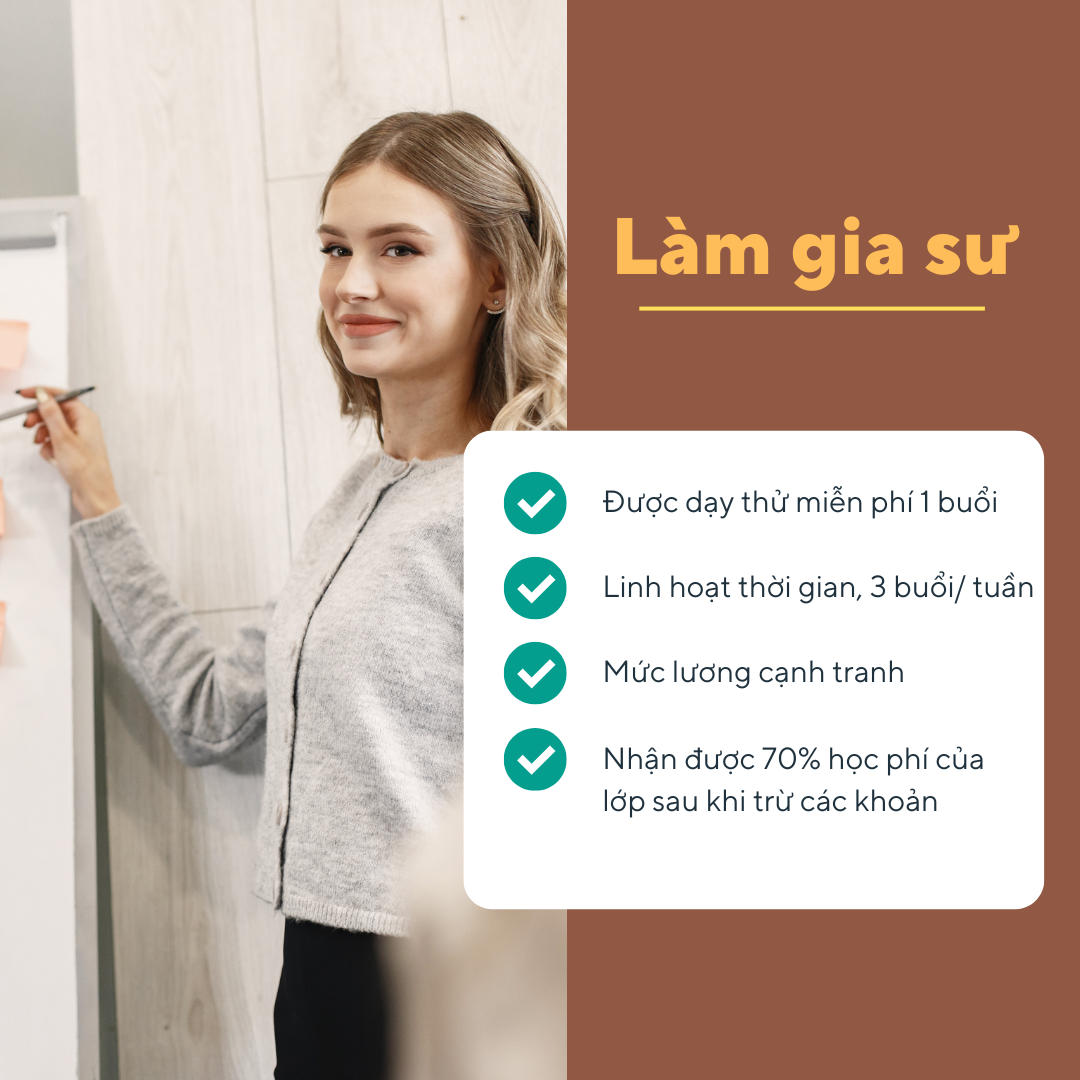 Làm gia sư
Được dạy thử miễn phí 1 buổi
Linh hoạt thời gian, 3 buổi/ tuần
Mức lương cạnh tranh
Nhận được 70% học phí của
lớp sau khi trừ các khoản